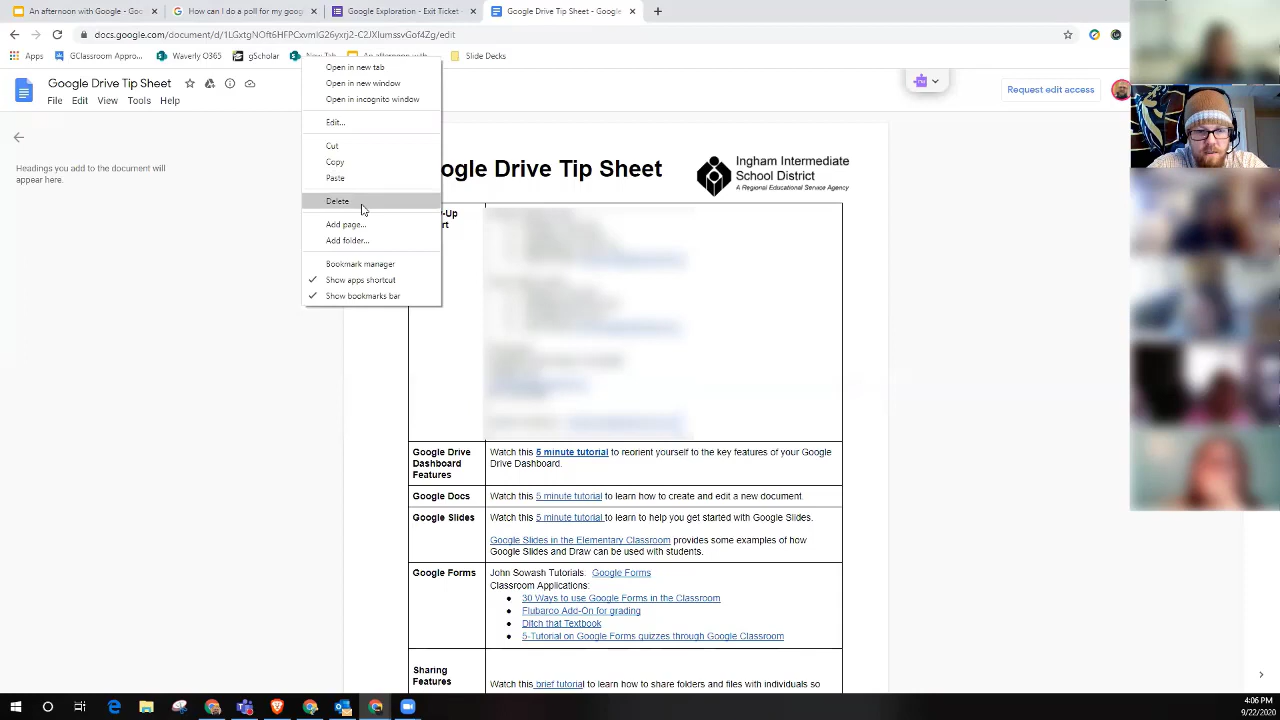 An afternoon with Google - Goo
How can I do a poll for my goog
Google Exploration - Exit Ticket
Google Drive Tip Sheet - Google
docs.google.com/document/d/1LGxtgNOft6HFPCxvmIG26yxrj2-C2JXlumssvGof4Zg/edit
Apps
GClassroom Appro...
Waverly O365
gScholar
New Tab
An afternoon with...
Slide Decks
Google Drive Tip Sheet
File Edit View Tools Help
Request edit access
Headings you add to the document will
appear here.
Open in new tab
Open in new window
Open in incognito window
Edit...
Cut
Copy
Paste
Delete
Add page...
Add folder...
Bookmark manager
Show apps shortcut
Show bookmarks bar
ogle Drive Tip Sheet
Ingham Intermediate
School District
A Regional Educational Service Agency
-Up
rt
Google Drive
Dashboard
Features
Watch this 5 minute tutorial to reorient yourself to the key features of your Google
Drive Dashboard.
Google Docs
Watch this 5 minute tutorial to learn how to create and edit a new document.
Google Slides
Watch this 5 minute tutorial to learn to help you get started with Google Slides.
Google Slides in the Elementary Classroom provides some examples of how
Google Slides and Draw can be used with students.
Google Forms
John Sowash Tutorials: Google Forms
Classroom Applications:
30 Ways to use Google Forms in the Classroom
Flubaroo Add-On for grading
Ditch that Textbook
5-Tutorial on Google Forms quizzes through Google Classroom
Sharing
Features
Watch this brief tutorial to learn how to share folders and files with individuals so
4:06 PM
9/22/2020